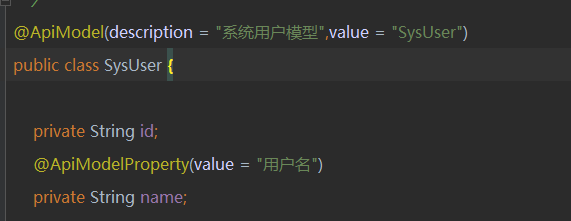 @ApiModel(description = "系统用户模型",value = "SysUser")
public class SysUser {
private String id;
@ApiModelProperty(value = "用户名")
private String name;